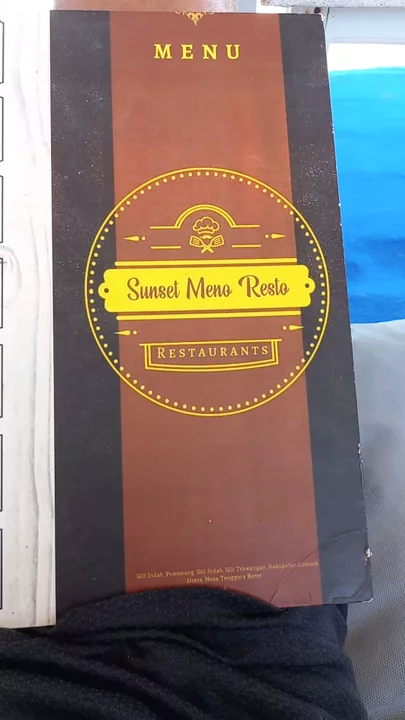 MENU
Sunset Meno Resto
RESTAURANTS
Gili Indah, Pemenang, Gili Indah, Gili Trawangan, Kabupaten Lombok
Utara, Nusa Tenggara Barat